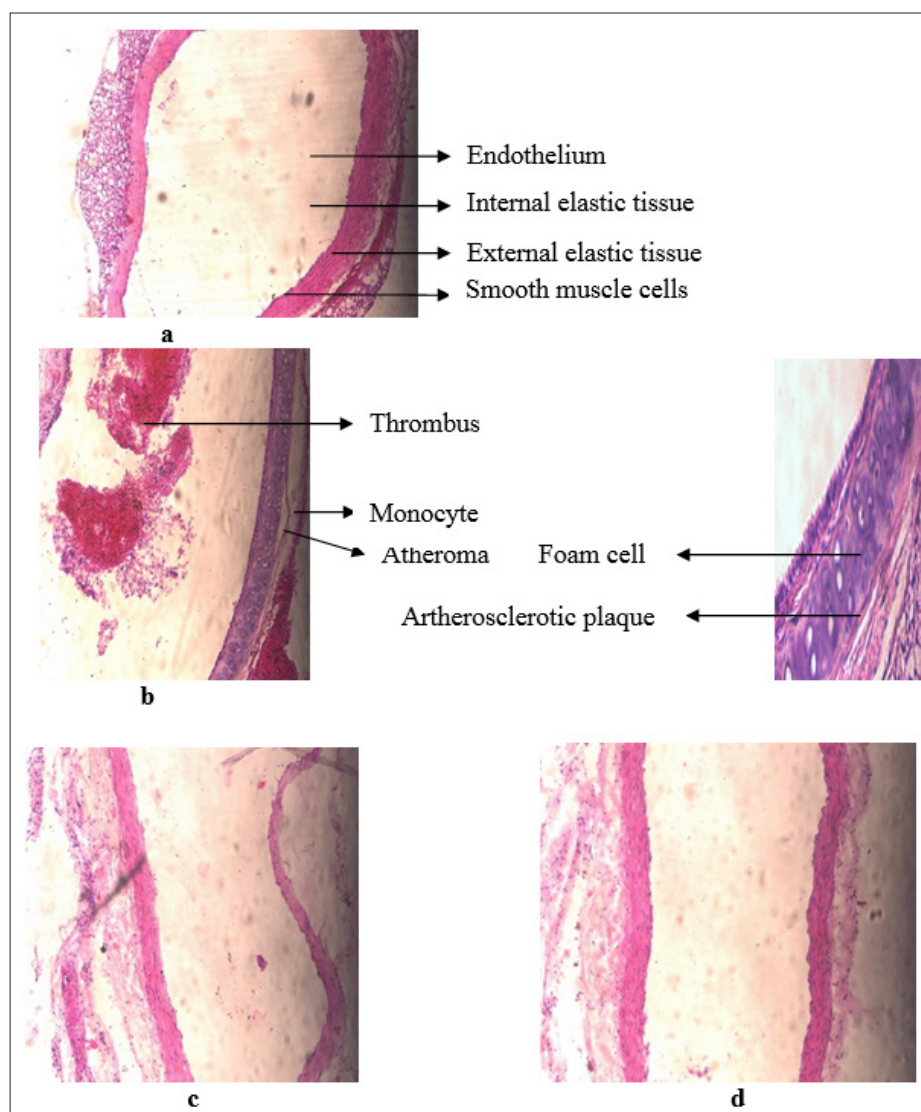 Endothelium
Internal elastic tissue
External elastic tissue
Smooth muscle cells
a
Thrombus
Monocyte
Atheroma Foam cell
Artherosclerotic plaque
b
c d